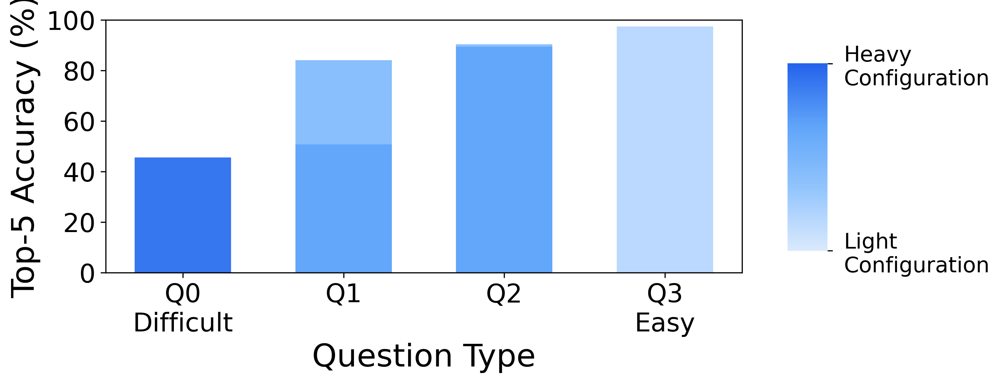 Top-5 Accuracy (%)
100
80
60
40
20
0
Q0
Difficult
Q1
Q2
Q3
Easy
Question Type
Heavy
Configuration
Light
Configuration